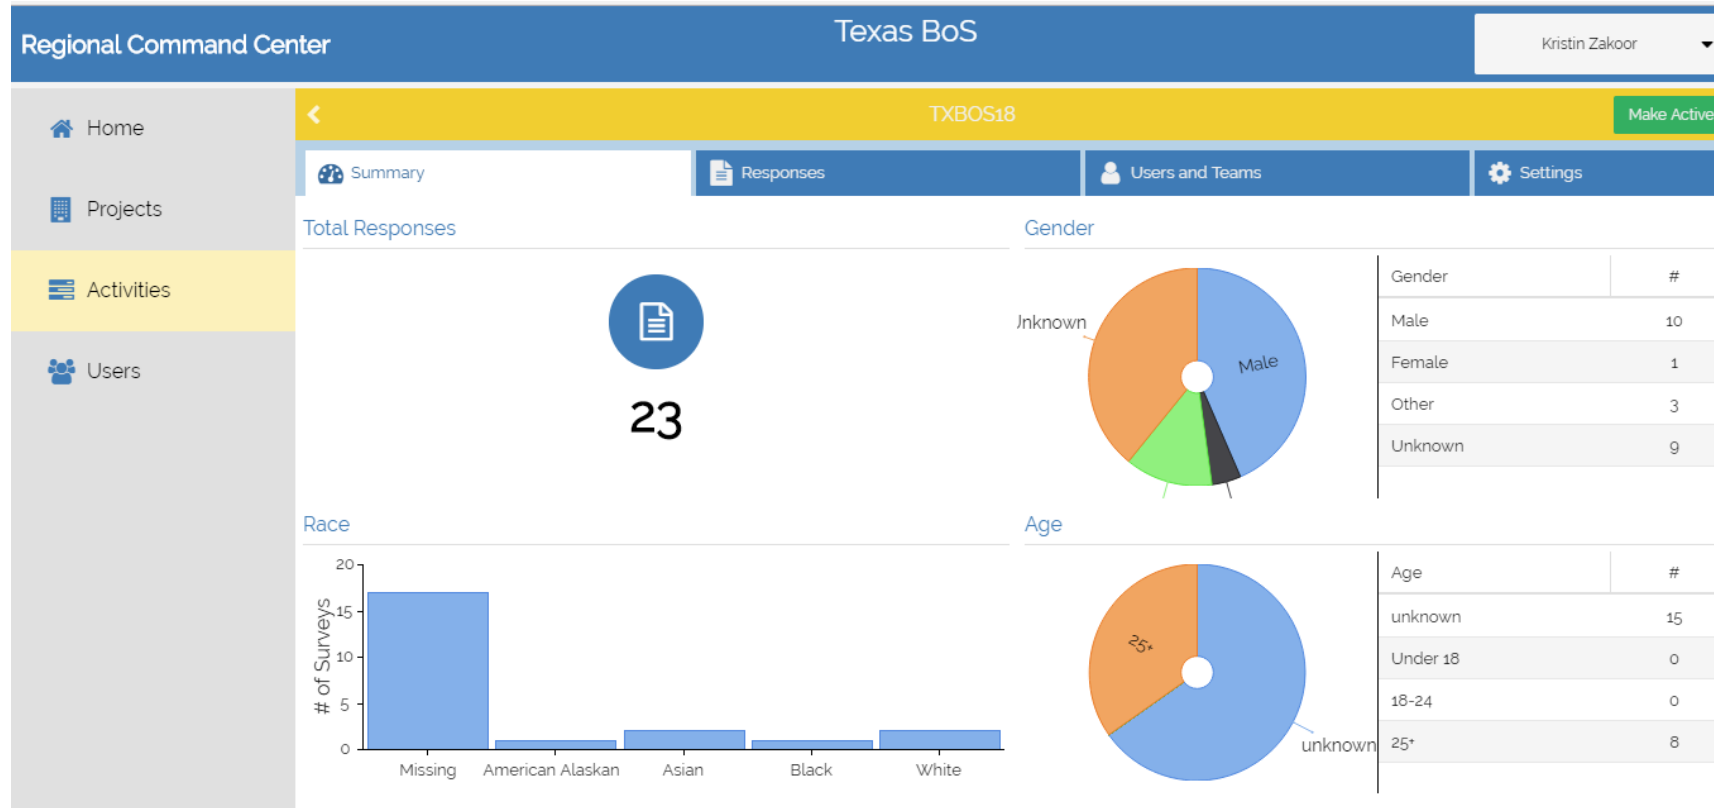 Regional Command Center
Texas BoS
Kristin Zakoor
Home
Projects
Activities
Users
TXBOS18
Make Active
Summary
Responses
Users and Teams
Settings
Total Responses
23
Gender
Unknown
Male
Gender #
Male 10
Female 1
Other 3
Unknown 9
Race
# of Surveys
20
15
10
5
0
Missing American Alaskan Asian Black White
Age
25+
unknown
Age #
unknown 15
Under 18 0
18-24 0
25+ 8